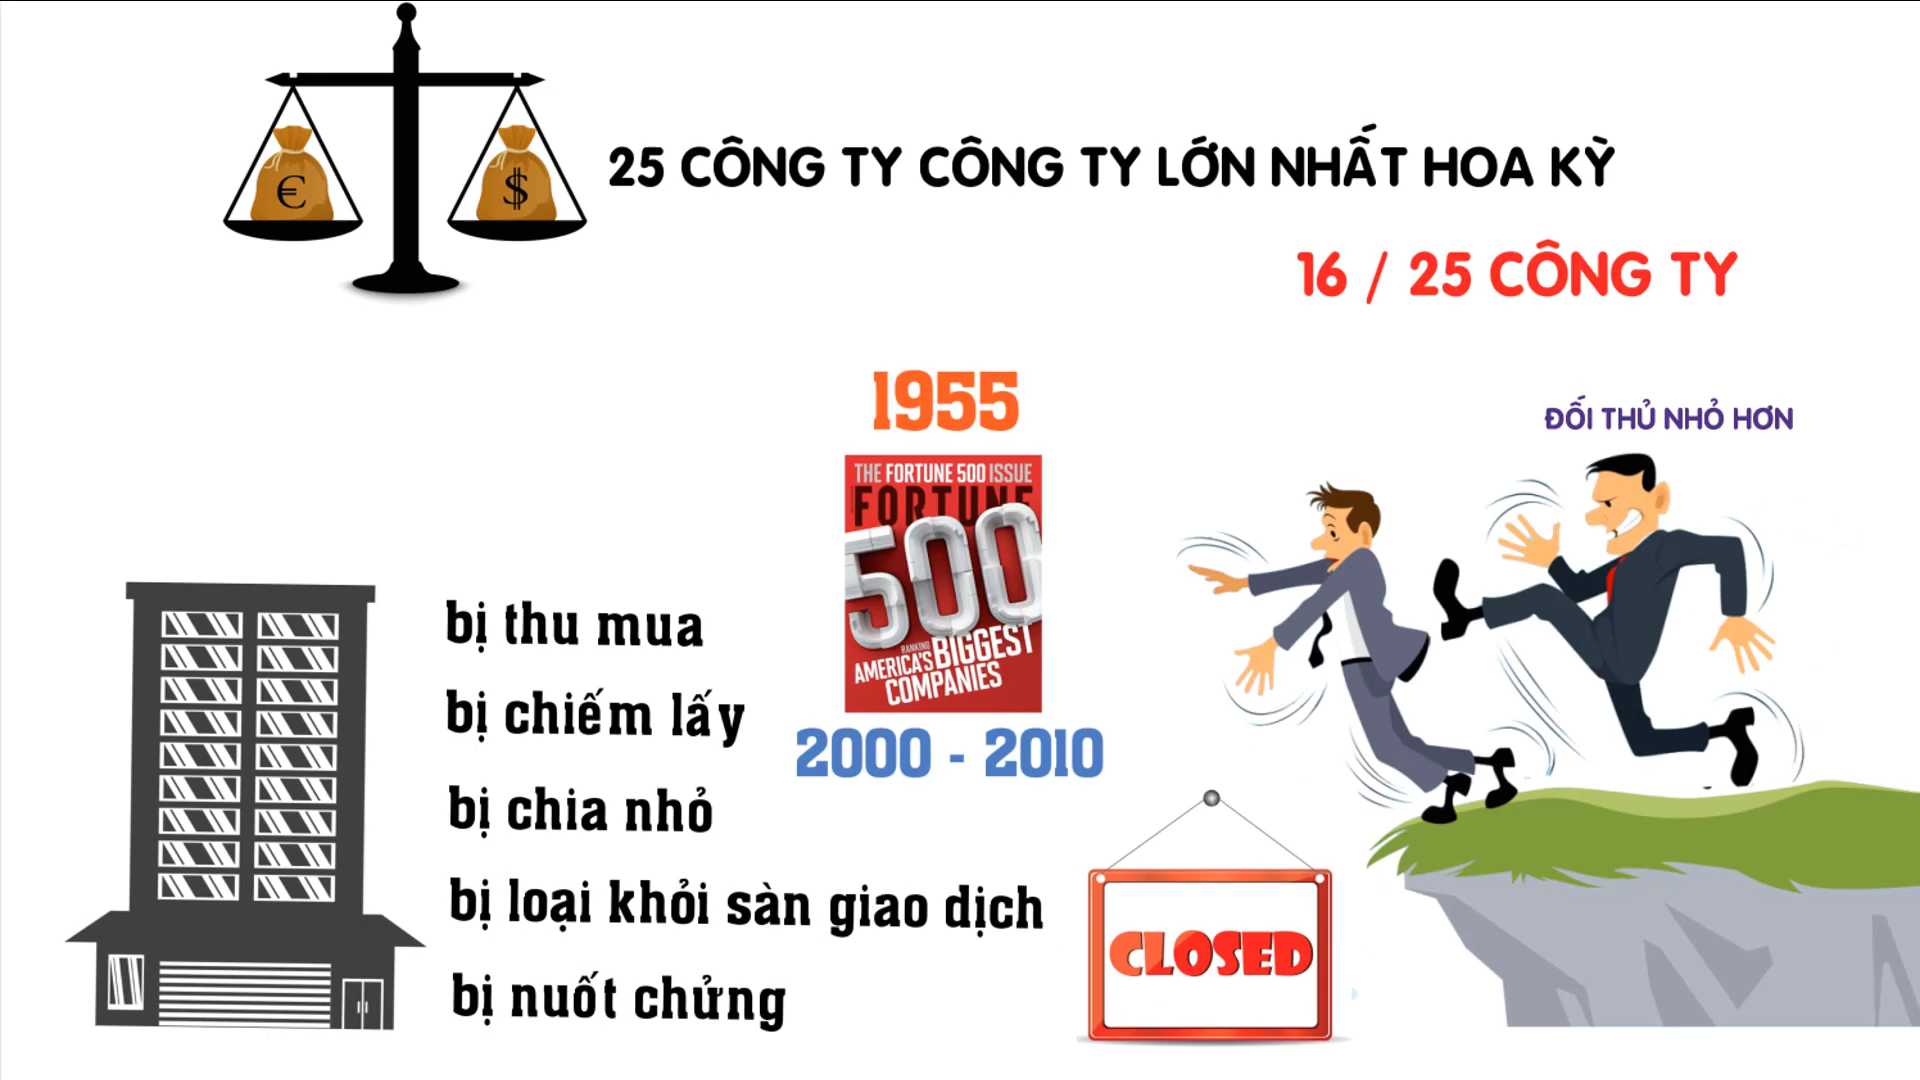 €
$
25 CÔNG TY CÔNG TY LỚN NHẤT HOA KỲ
16 / 25 CÔNG TY
1955
THE FORTUNE 500 ISSUE
FORTUNE
500
RANKING
AMERICA'S BIGGEST
COMPANIES
2000 - 2010
ĐỐI THỦ NHỎ HƠN
bị thu mua
bị chiếm lấy
bị chia nhỏ
bị loại khỏi sàn giao dịch
bị nuốt chửng
CLOSED